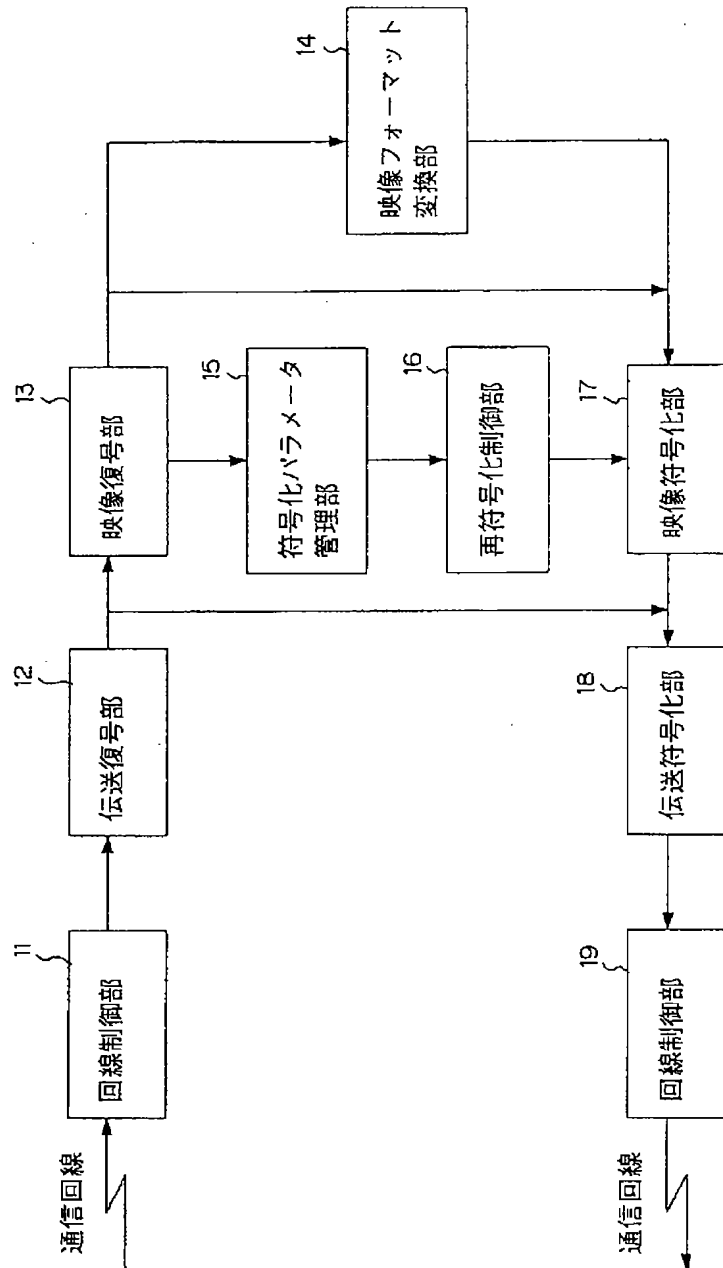 通信回線
11
回線制御部
12
伝送復号部
13
映像復号部
14
映像フォーマット
変換部
15
符号化パラメータ
管理部
16
再符号化制御部
17
映像符号化部
18
伝送符号化部
19
回線制御部
通信回線